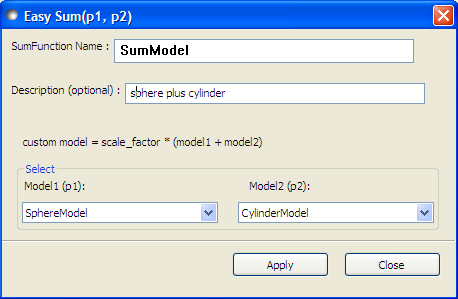 Easy Sum(p1, p2)
SumFunction Name : SumModel
Description (optional) : sphere plus cylinder
custom model = scale_factor * (model1 + model2)
Select
Model1 (p1): Model2 (p2):
SphereModel CylinderModel
Apply Close